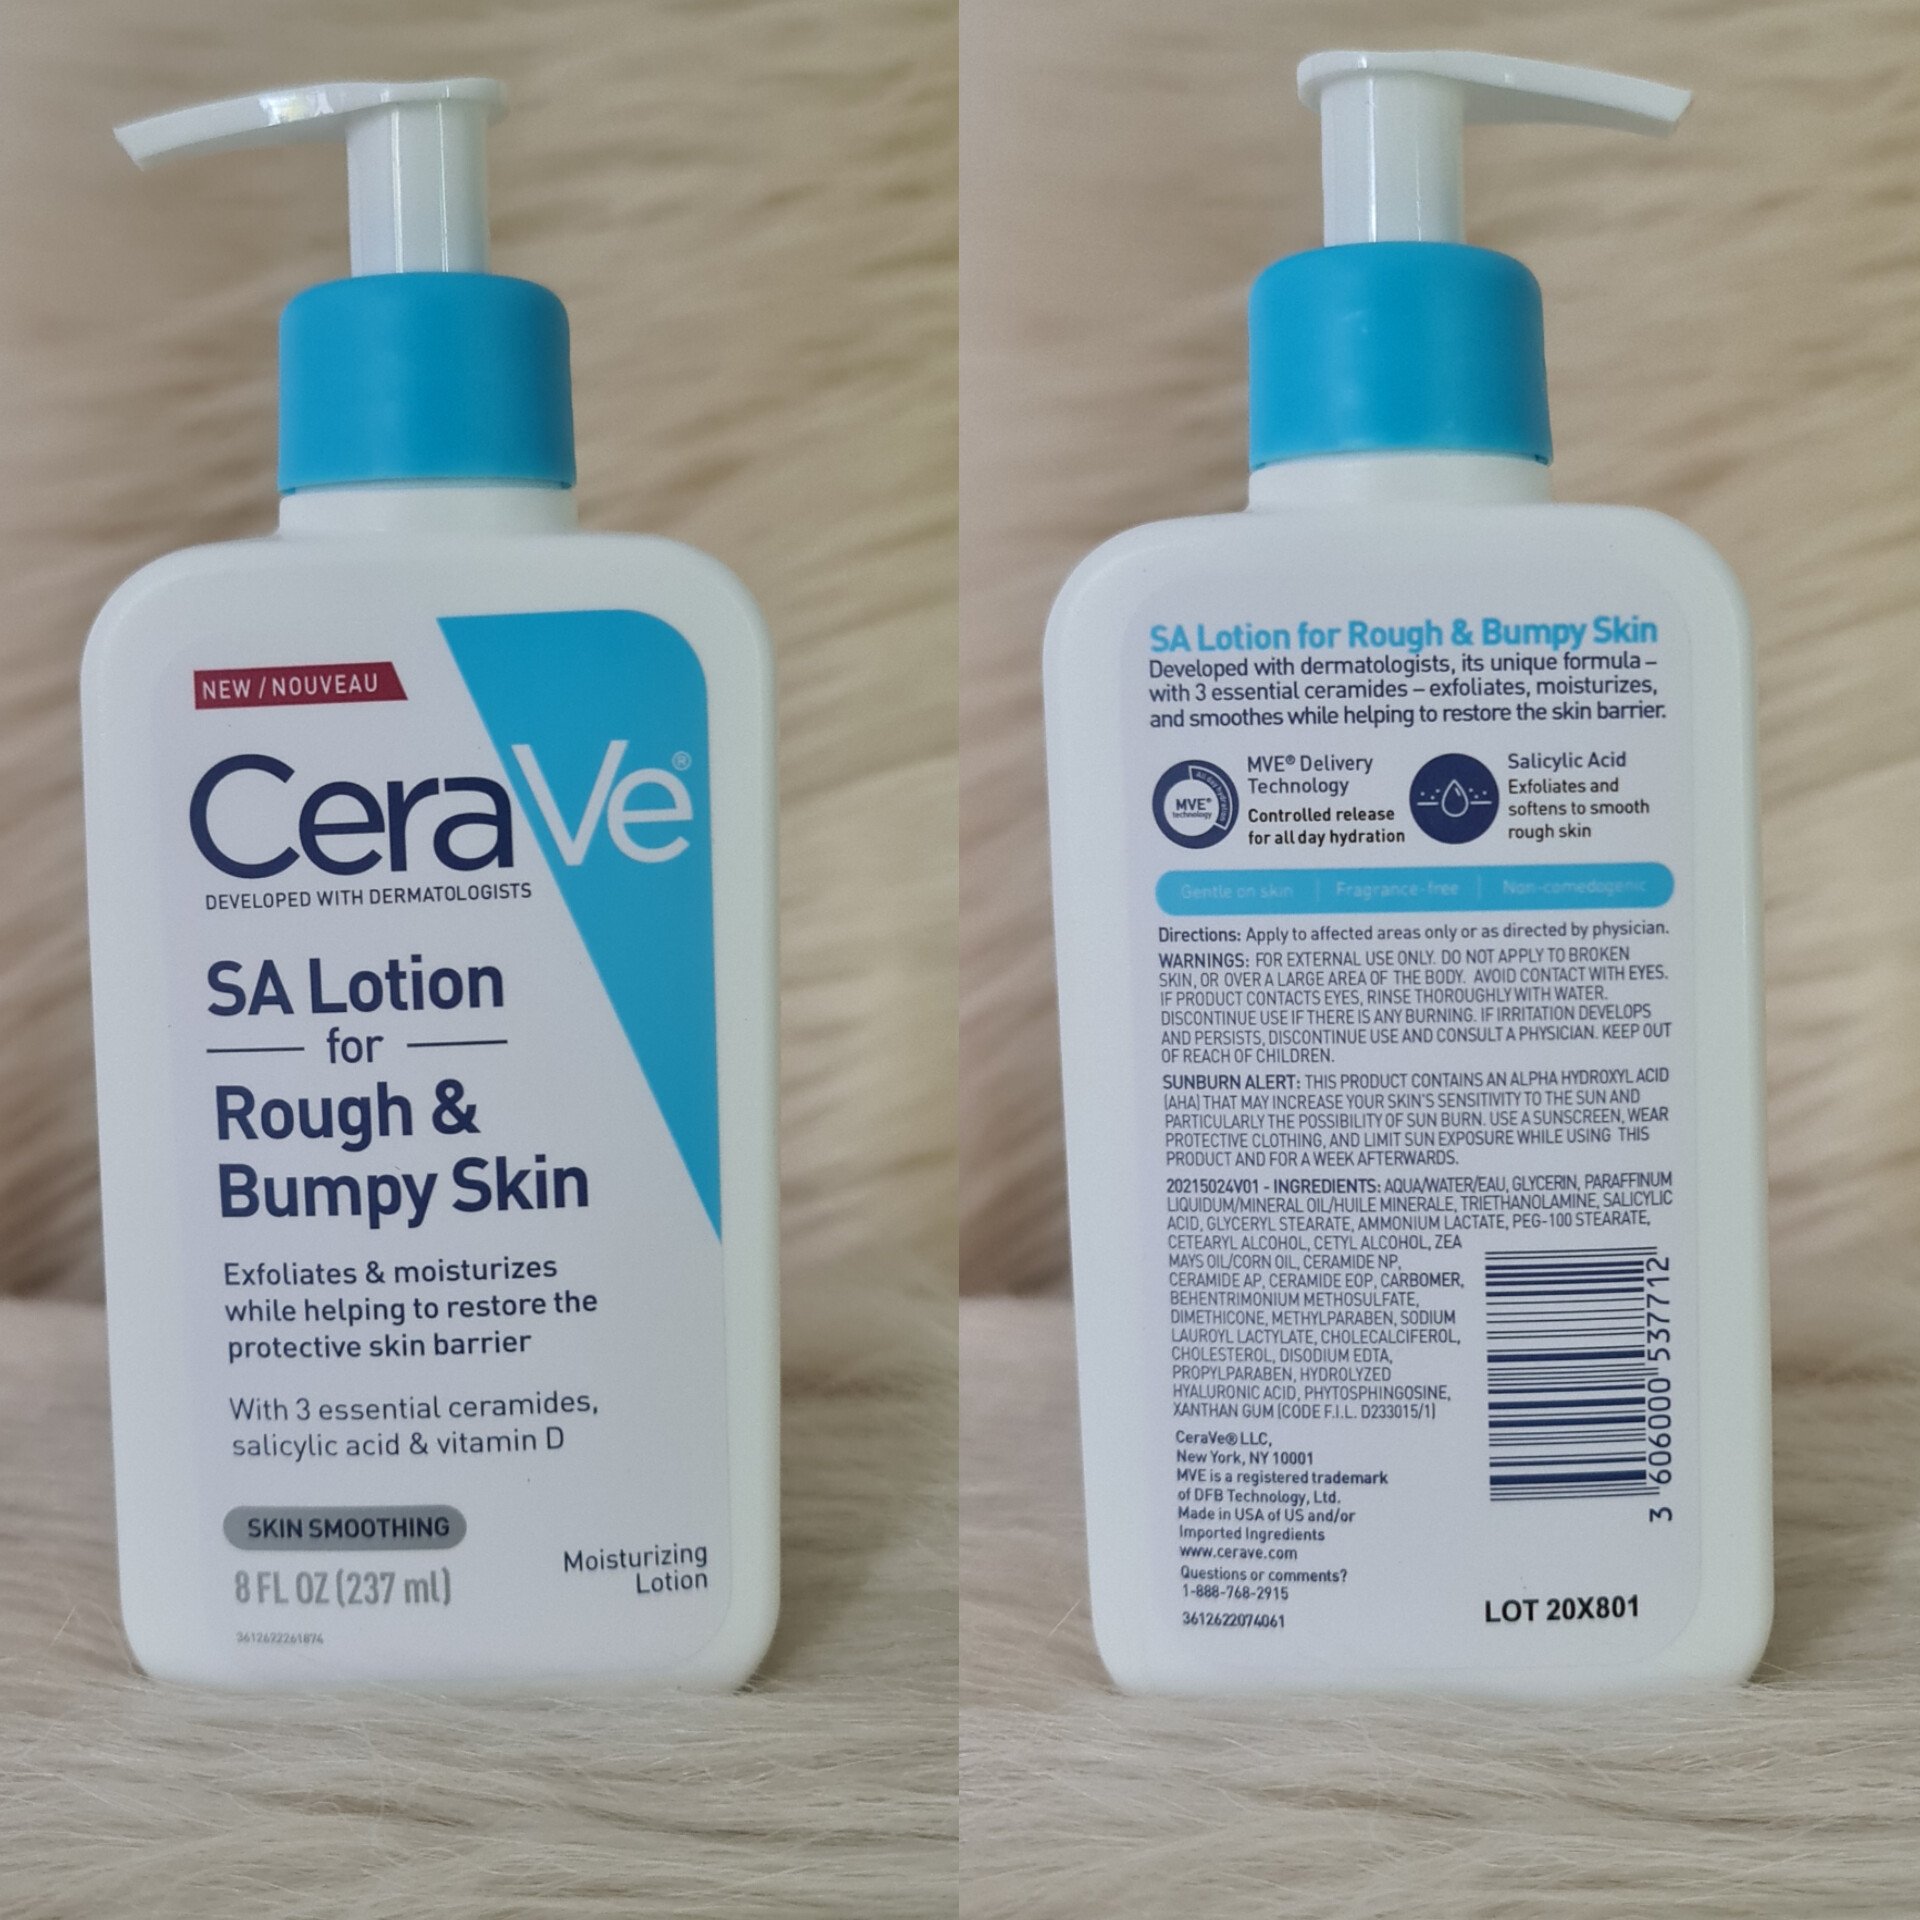 NEW / NOUVEAU
CeraVe®
DEVELOPED WITH DERMATOLOGISTS
SA Lotion
for
Rough &
Bumpy Skin
Exfoliates & moisturizes
while helping to restore the
protective skin barrier
With 3 essential ceramides,
salicylic acid & vitamin D
SKIN SMOOTHING
8 FL OZ (237 ml)
Moisturizing
Lotion
3612622261874
SA Lotion for Rough & Bumpy Skin
Developed with dermatologists, its unique formula –
with 3 essential ceramides – exfoliates, moisturizes,
and smoothes while helping to restore the skin barrier.
All day hydration
MVE®
technology
MVE® Delivery
Technology
Controlled release
for all day hydration
Salicylic Acid
Exfoliates and
softens to smooth
rough skin
Gentle on skin | Fragrance-free | Non-comedogenic
Directions: Apply to affected areas only or as directed by physician.
WARNINGS: FOR EXTERNAL USE ONLY. DO NOT APPLY TO BROKEN
SKIN, OR OVER A LARGE AREA OF THE BODY. AVOID CONTACT WITH EYES.
IF PRODUCT CONTACTS EYES, RINSE THOROUGHLY WITH WATER.
DISCONTINUE USE IF THERE IS ANY BURNING. IF IRRITATION DEVELOPS
AND PERSISTS, DISCONTINUE USE AND CONSULT A PHYSICIAN. KEEP OUT
OF REACH OF CHILDREN.
SUNBURN ALERT: THIS PRODUCT CONTAINS AN ALPHA HYDROXYL ACID
(AHA) THAT MAY INCREASE YOUR SKIN'S SENSITIVITY TO THE SUN AND
PARTICULARLY THE POSSIBILITY OF SUN BURN. USE A SUNSCREEN, WEAR
PROTECTIVE CLOTHING, AND LIMIT SUN EXPOSURE WHILE USING THIS
PRODUCT AND FOR A WEEK AFTERWARDS.
20215024V01 - INGREDIENTS: AQUA/WATER/EAU, GLYCERIN, PARAFFINUM
LIQUIDUM/MINERAL OIL/HUILE MINERALE, TRIETHANOLAMINE, SALICYLIC
ACID, GLYCERYL STEARATE, AMMONIUM LACTATE, PEG-100 STEARATE,
CETEARYL ALCOHOL, CETYL ALCOHOL, ZEA
MAYS OIL/CORN OIL, CERAMIDE NP,
CERAMIDE AP, CERAMIDE EOP, CARBOMER,
BEHENTRIMONIUM METHOSULFATE,
DIMETHICONE, METHYLPARABEN, SODIUM
LAUROYL LACTYLATE, CHOLECALCIFEROL,
CHOLESTEROL, DISODIUM EDTA,
PROPYLPARABEN, HYDROLYZED
HYALURONIC ACID, PHYTOSPHINGOSINE,
XANTHAN GUM (CODE F.I.L. D233015/1)
CeraVe® LLC,
New York, NY 10001
MVE is a registered trademark
of DFB Technology, Ltd.
Made in USA of US and/or
Imported Ingredients
www.cerave.com
Questions or comments?
1-888-768-2915
3612622074061
3 606000 537712
LOT 20X801